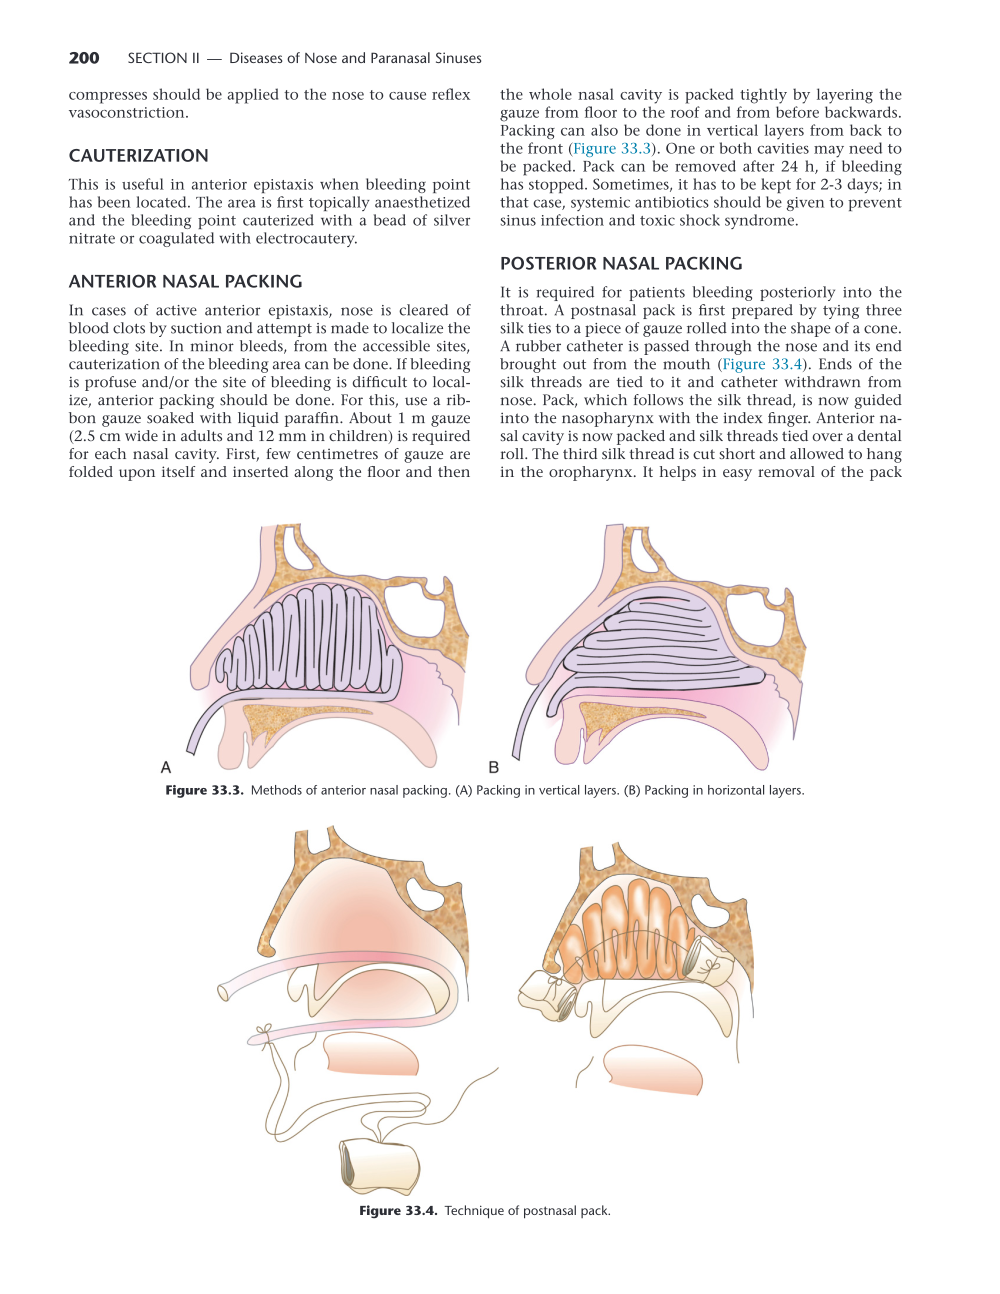 200 SECTION II — Diseases of Nose and Paranasal Sinuses
compresses should be applied to the nose to cause reflex
vasoconstriction.
CAUTERIZATION
This is useful in anterior epistaxis when bleeding point
has been located. The area is first topically anaesthetized
and the bleeding point cauterized with a bead of silver
nitrate or coagulated with electrocautery.
ANTERIOR NASAL PACKING
In cases of active anterior epistaxis, nose is cleared of
blood clots by suction and attempt is made to localize the
bleeding site. In minor bleeds, from the accessible sites,
cauterization of the bleeding area can be done. If bleeding
is profuse and/or the site of bleeding is difficult to local-
ize, anterior packing should be done. For this, use a rib-
bon gauze soaked with liquid paraffin. About 1 m gauze
(2.5 cm wide in adults and 12 mm in children) is required
for each nasal cavity. First, few centimetres of gauze are
folded upon itself and inserted along the floor and then
the whole nasal cavity is packed tightly by layering the
gauze from floor to the roof and from before backwards.
Packing can also be done in vertical layers from back to
the front (Figure 33.3). One or both cavities may need to
be packed. Pack can be removed after 24 h, if bleeding
has stopped. Sometimes, it has to be kept for 2-3 days; in
that case, systemic antibiotics should be given to prevent
sinus infection and toxic shock syndrome.
POSTERIOR NASAL PACKING
It is required for patients bleeding posteriorly into the
throat. A postnasal pack is first prepared by tying three
silk ties to a piece of gauze rolled into the shape of a cone.
A rubber catheter is passed through the nose and its end
brought out from the mouth (Figure 33.4). Ends of the
silk threads are tied to it and catheter withdrawn from
nose. Pack, which follows the silk thread, is now guided
into the nasopharynx with the index finger. Anterior na-
sal cavity is now packed and silk threads tied over a dental
roll. The third silk thread is cut short and allowed to hang
in the oropharynx. It helps in easy removal of the pack
A
B
Figure 33.3. Methods of anterior nasal packing. (A) Packing in vertical layers. (B) Packing in horizontal layers.
Figure 33.4. Technique of postnasal pack.